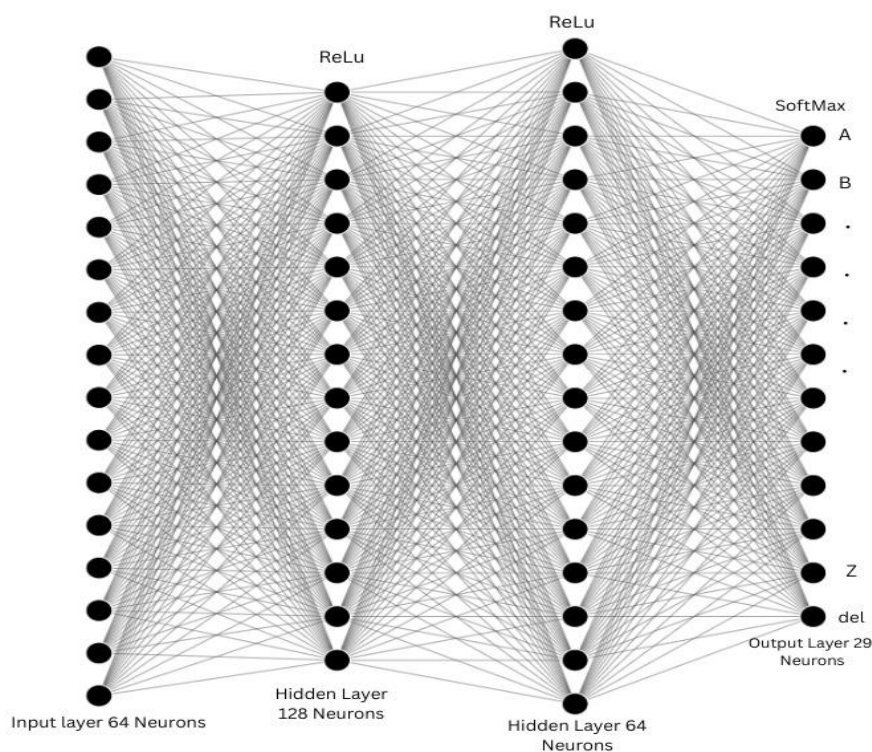 ReLu
ReLu
SoftMax
A
B
.
.
.
.
Z
del
Output Layer 29
Neurons
Hidden Layer
128 Neurons
Input layer 64 Neurons
Hidden Layer 64
Neurons